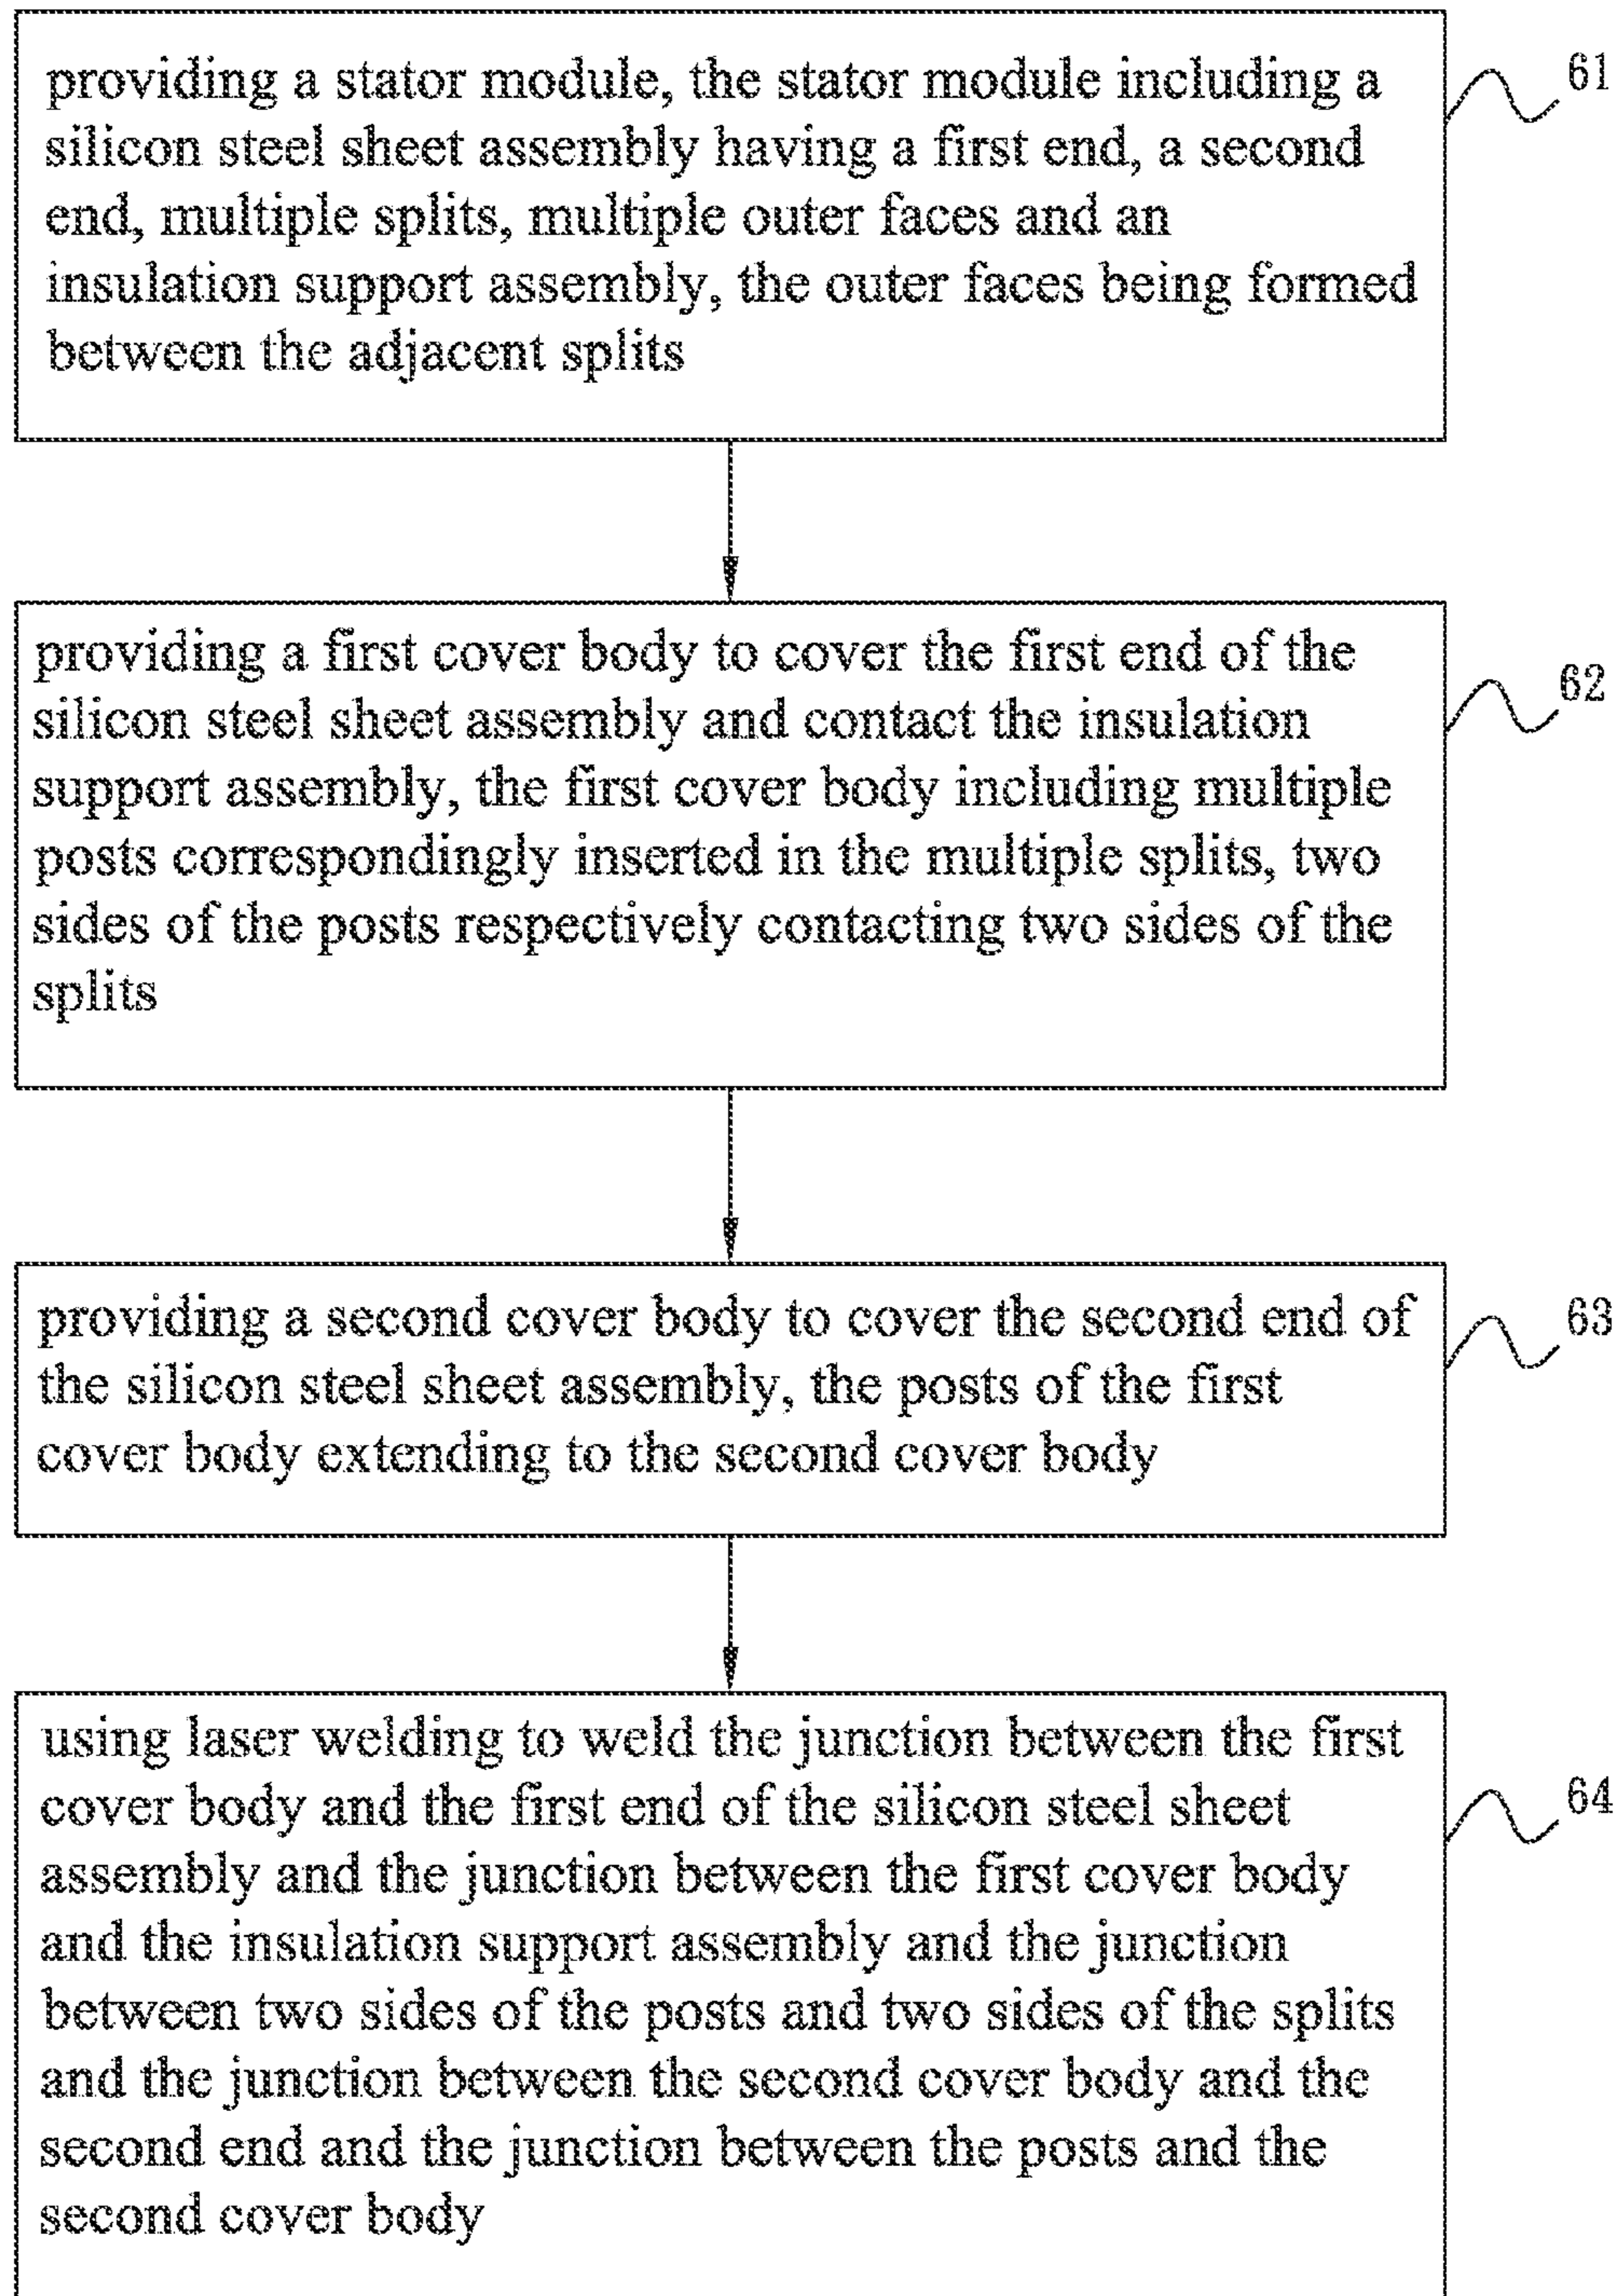 providing a stator module, the stator module including a
silicon steel sheet assembly having a first end, a second
end, multiple splits, multiple outer faces and an
insulation support assembly, the outer faces being formed
between the adjacent splits
61
providing a first cover body to cover the first end of the
silicon steel sheet assembly and contact the insulation
support assembly, the first cover body including multiple
posts correspondingly inserted in the multiple splits, two
sides of the posts respectively contacting two sides of the
splits
62
providing a second cover body to cover the second end of
the silicon steel sheet assembly, the posts of the first
cover body extending to the second cover body
63
using laser welding to weld the junction between the first
cover body and the first end of the silicon steel sheet
assembly and the junction between the first cover body
and the insulation support assembly and the junction
between two sides of the posts and two sides of the splits
and the junction between the second cover body and the
second end and the junction between the posts and the
second cover body
64